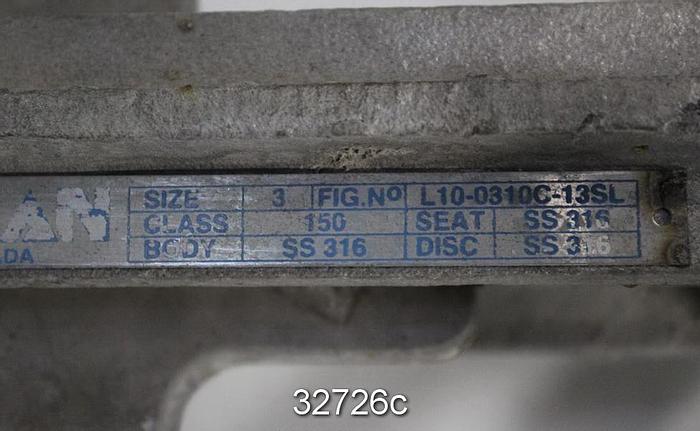 SIZE 3 FIG.Nº L10-0310C-13SL
CLASS 150 SEAT SS 316
BODY SS 316 DISC SS 316
AN
ADA
32726c